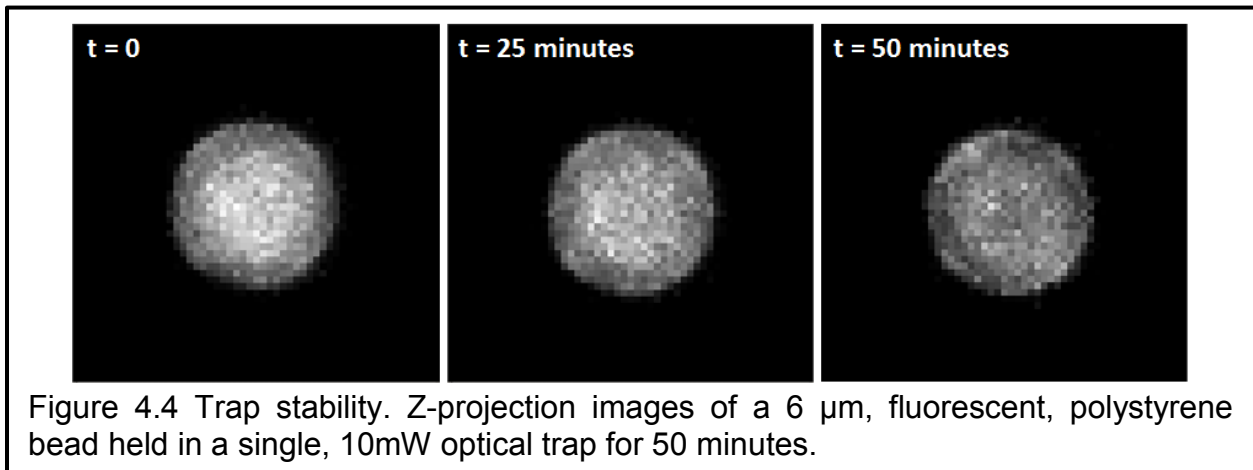 t = 0
t = 25 minutes
t = 50 minutes
Figure 4.4 Trap stability. Z-projection images of a 6 µm, fluorescent, polystyrene
bead held in a single, 10mW optical trap for 50 minutes.